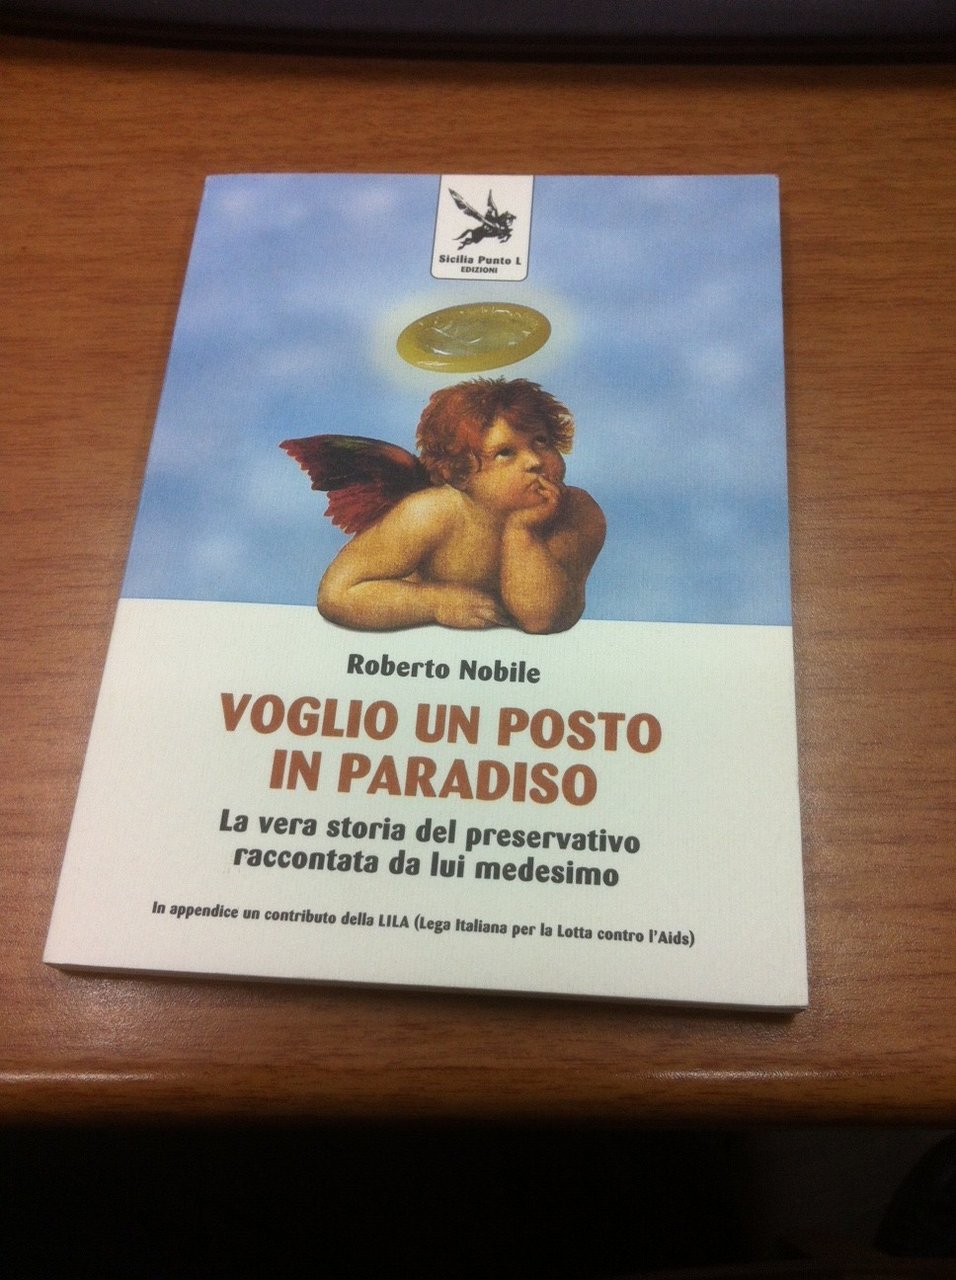 Sicilia Punto L
EDIZIONI
Roberto Nobile
VOGLIO UN POSTO
IN PARADISO
La vera storia del preservativo
raccontata da lui medesimo
In appendice un contributo della LILA (Lega Italiana per la Lotta contro l'Aids)